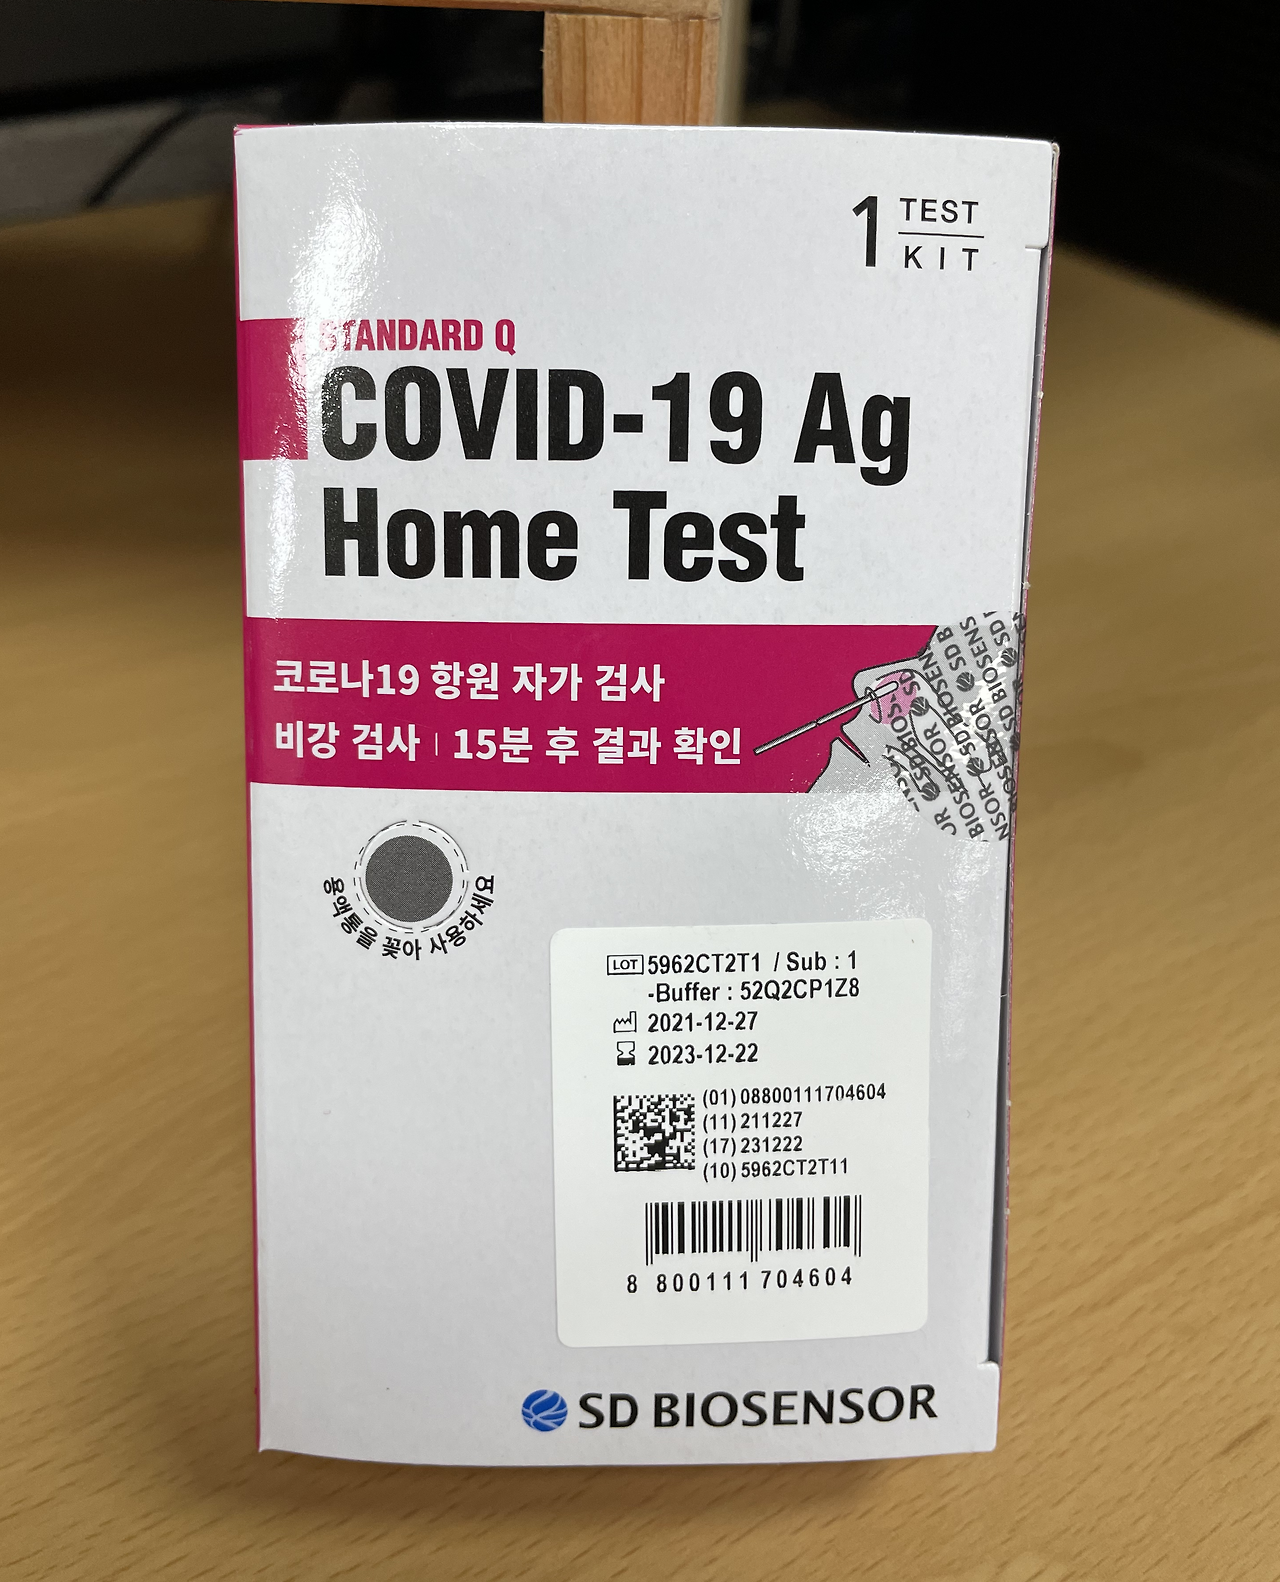 1 TEST
KIT
STANDARD Q
COVID-19 Ag
Home Test
코로나19 항원 자가 검사
비강 검사 | 15분 후 결과 확인
SD BIOSENSOR
용액통을 꽂아 사용하세요
LOT 5962CT2T1 / Sub : 1
-Buffer : 52Q2CP1Z8
2021-12-27
2023-12-22
(01) 08800111704604
(11) 211227
(17) 231222
(10) 5962CT2T11
8 800111 704604
SD BIOSENSOR